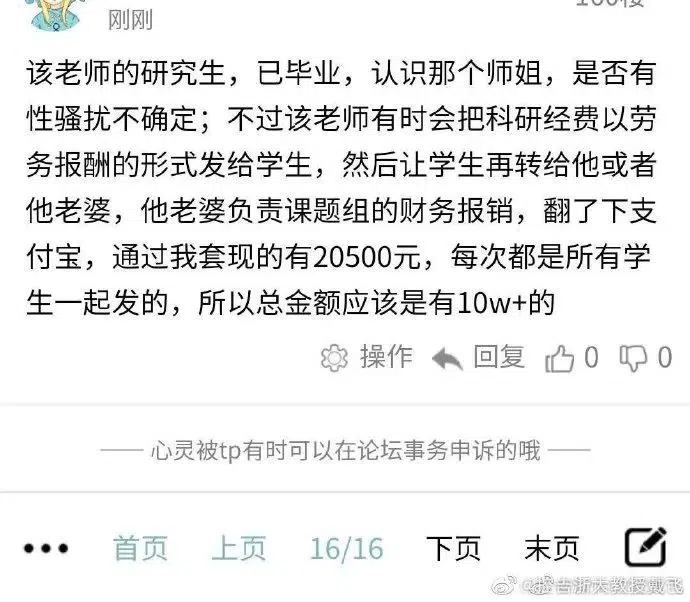 刚刚
该老师的研究生，已毕业，认识那个师姐，是否有
性骚扰不确定；不过该老师有时会把科研经费以劳
务报酬的形式发给学生，然后让学生再转给他或者
他老婆，他老婆负责课题组的财务报销，翻了下支
付宝，通过我套现的有20500元，每次都是所有学
生一起发的，所以总金额应该是有10w+的
操作 回复 0 0
心灵被tp有时可以在论坛事务申诉的哦
••• 首页 上页 16/16 下页 末页
@控告浙大教授戴飞